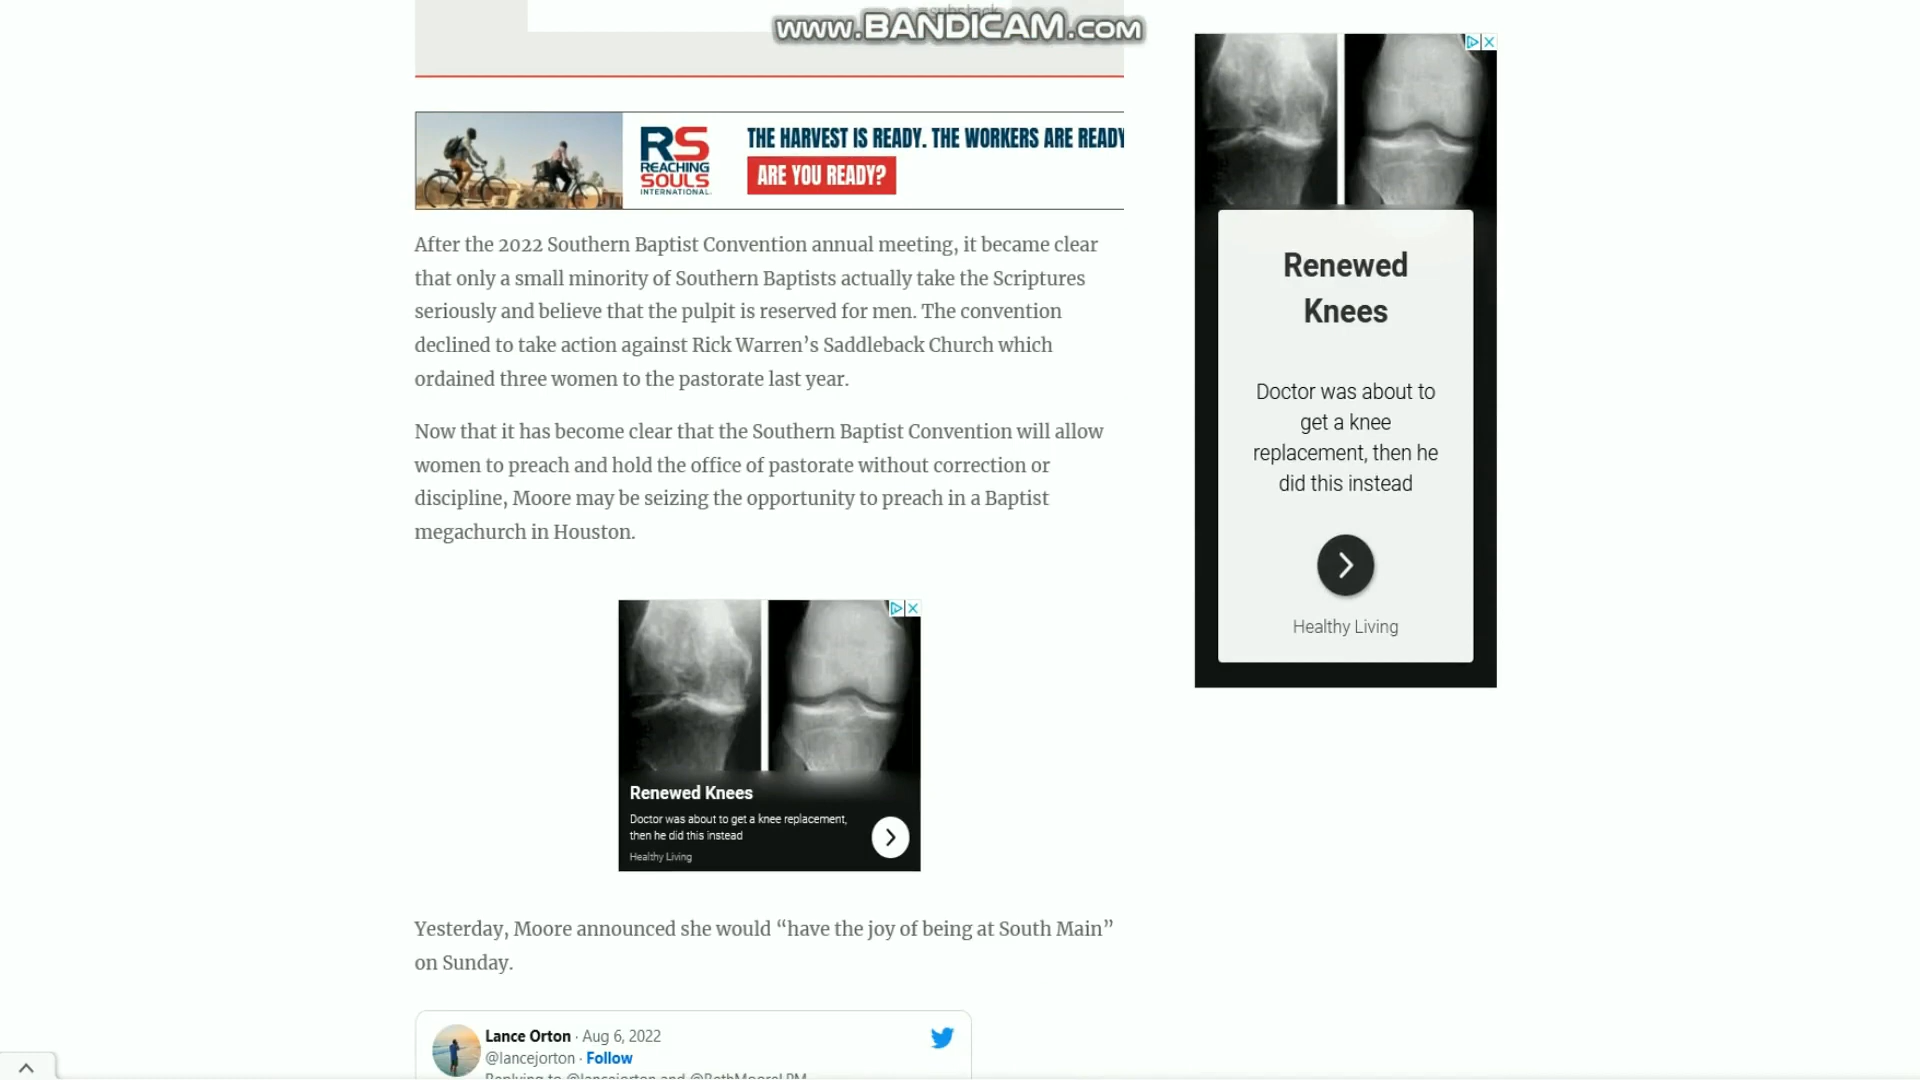 substack
www.BANDICAM.com
RS
REACHING
SOULS
INTERNATIONAL.
THE HARVEST IS READY. THE WORKERS ARE READY
ARE YOU READY?
After the 2022 Southern Baptist Convention annual meeting, it became clear
that only a small minority of Southern Baptists actually take the Scriptures
seriously and believe that the pulpit is reserved for men. The convention
declined to take action against Rick Warren’s Saddleback Church which
ordained three women to the pastorate last year.
Now that it has become clear that the Southern Baptist Convention will allow
women to preach and hold the office of pastorate without correction or
discipline, Moore may be seizing the opportunity to preach in a Baptist
megachurch in Houston.
Renewed Knees
Doctor was about to get a knee replacement,
then he did this instead
Healthy Living
Yesterday, Moore announced she would “have the joy of being at South Main”
on Sunday.
Lance Orton · Aug 6, 2022
@lancejorton · Follow
Replying to @lancejorton and @BethMooreLPM
Renewed
Knees
Doctor was about to
get a knee
replacement, then he
did this instead
Healthy Living